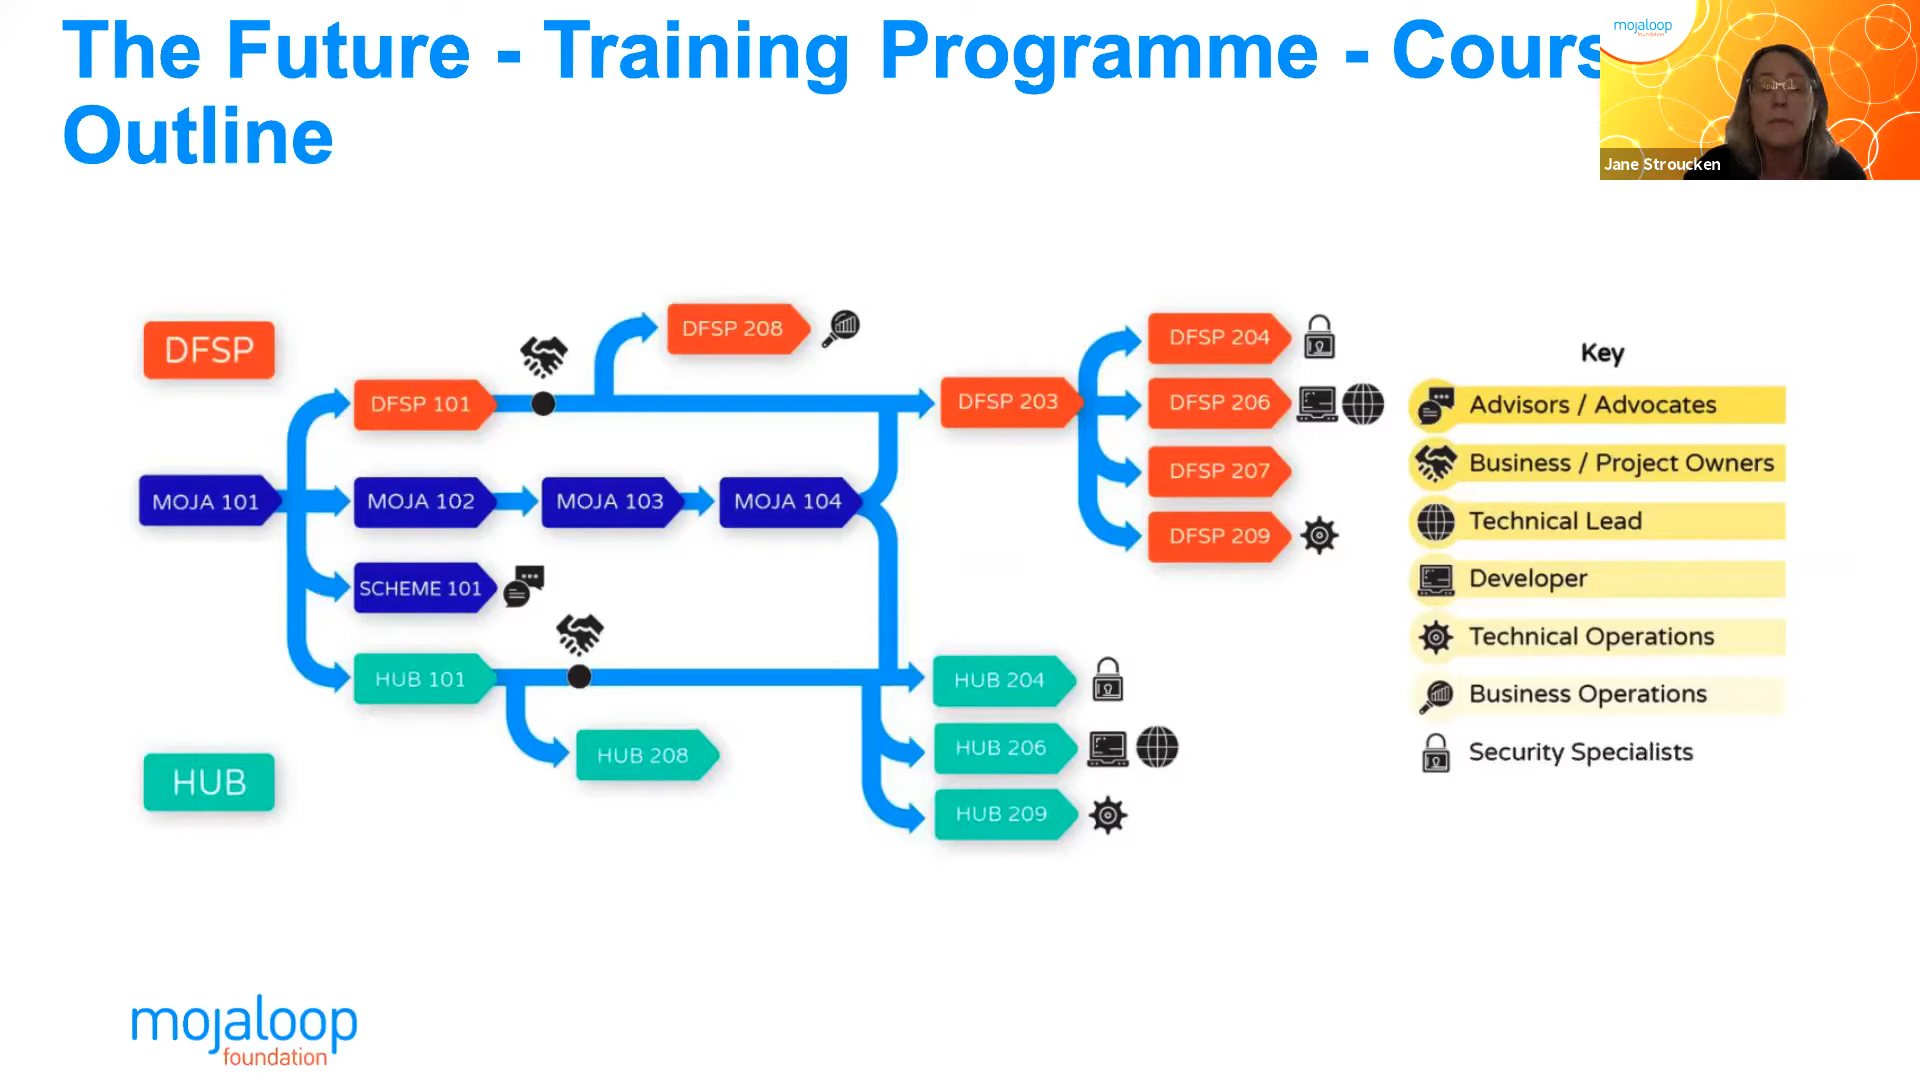 The Future - Training Programme - Cours
Outline
mojaloop
foundation
Jane Stroucken
DFSP
DFSP 208
DFSP 101
DFSP 203
DFSP 204
DFSP 206
DFSP 207
DFSP 209
MOJA 101
MOJA 102
MOJA 103
MOJA 104
SCHEME 101
HUB 101
HUB 208
HUB 204
HUB 206
HUB 209
HUB
Key
Advisors / Advocates
Business / Project Owners
Technical Lead
Developer
Technical Operations
Business Operations
Security Specialists
mojaloop
foundation